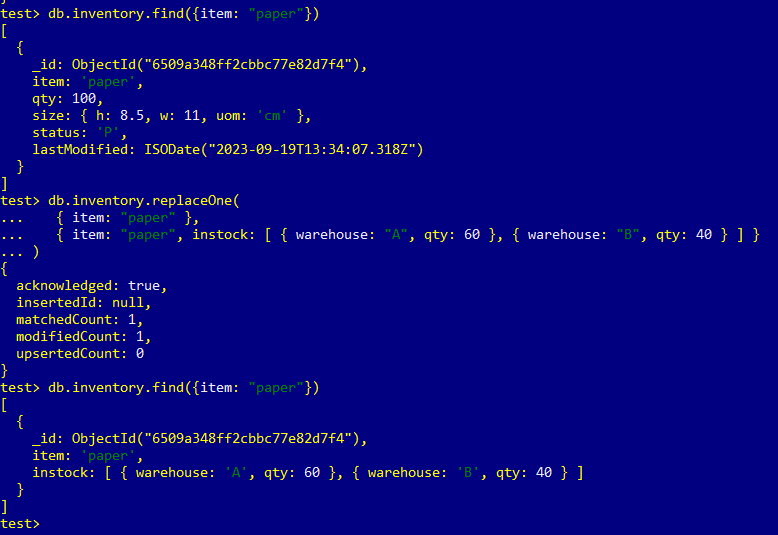 }
test> db.inventory.find({item: "paper"})
[
  {
    _id: ObjectId("6509a348ff2cbbc77e82d7f4"),
    item: 'paper',
    qty: 100,
    size: { h: 8.5, w: 11, uom: 'cm' },
    status: 'P',
    lastModified: ISODate("2023-09-19T13:34:07.318Z")
  }
]
test> db.inventory.replaceOne(
...    { item: "paper" },
...    { item: "paper", instock: [ { warehouse: "A", qty: 60 }, { warehouse: "B", qty: 40 } ] }
... )
{
  acknowledged: true,
  insertedId: null,
  matchedCount: 1,
  modifiedCount: 1,
  upsertedCount: 0
}
test> db.inventory.find({item: "paper"})
[
  {
    _id: ObjectId("6509a348ff2cbbc77e82d7f4"),
    item: 'paper',
    instock: [ { warehouse: 'A', qty: 60 }, { warehouse: 'B', qty: 40 } ]
  }
]
test>